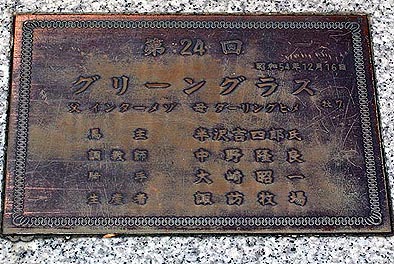 第 24 回
昭和54年12月16日
グリーングラス
父 インターメゾ 母 ダーリングヒメ 牡7
馬主 半沢吉四郎氏
調教師 中野隆良
騎手 大崎昭一
生産者 諏訪牧場